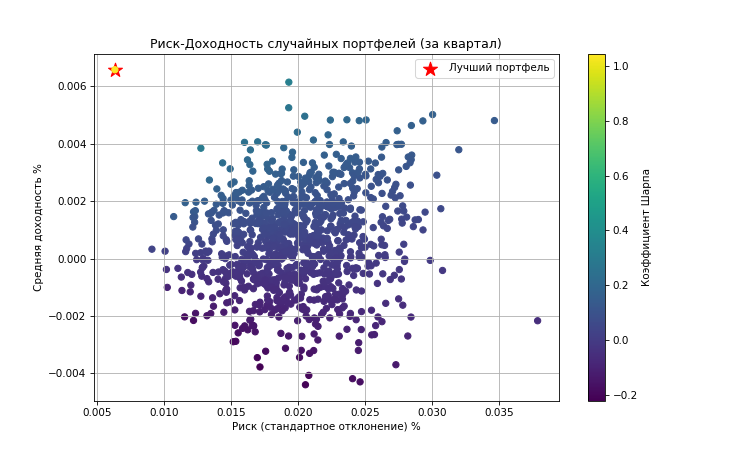 Риск-Доходность случайных портфелей (за квартал)
Лучший портфель
Средняя доходность %
0.006
0.004
0.002
0.000
−0.002
−0.004
0.005 0.010 0.015 0.020 0.025 0.030 0.035
Риск (стандартное отклонение) %
1.0
0.8
0.6
0.4
0.2
0.0
−0.2
Коэффициент Шарпа